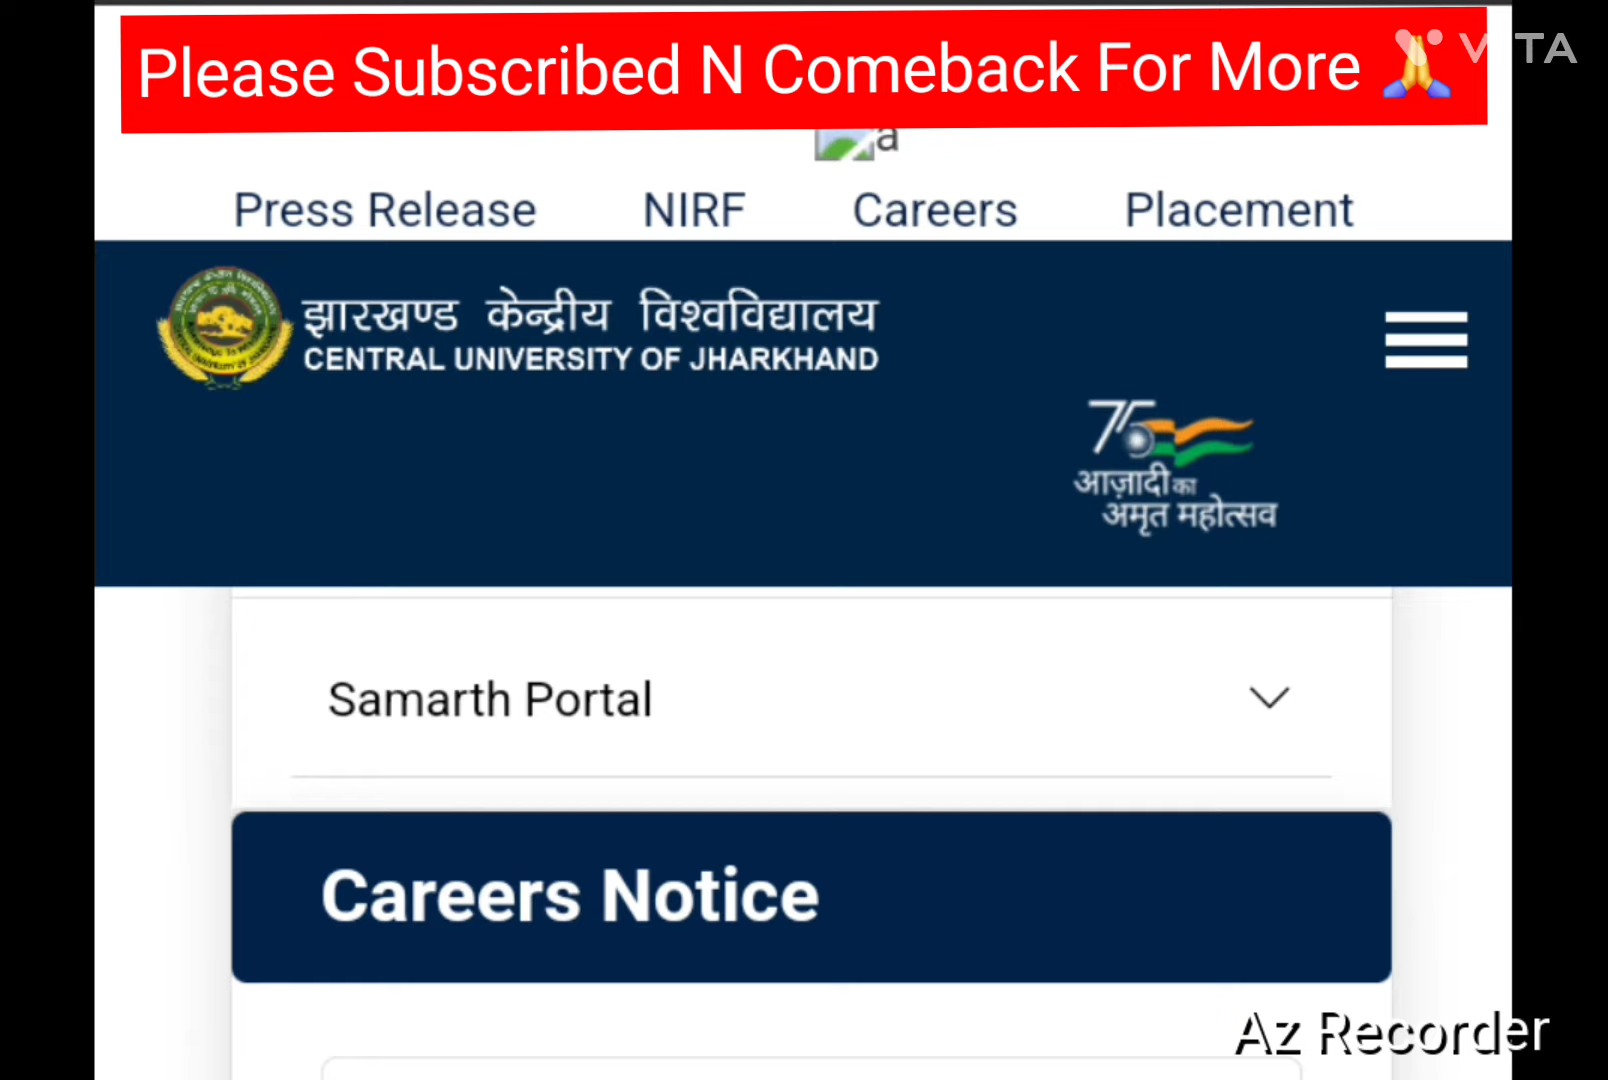 Please Subscribed N Comeback For More 🙏
VITA
a
Press Release NIRF Careers Placement
झारखण्ड केन्द्रीय विश्वविद्यालय
CENTRAL UNIVERSITY OF JHARKHAND
75
आज़ादी का
अमृत महोत्सव
Samarth Portal
Careers Notice
Az Recorder